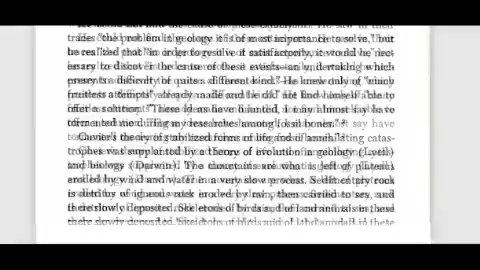 traces "the problem in geology it is of most importance to solve," but
he realized that "in order to resolve it satisfactorily, it would be nec-
essary to discover the cause of these events—an undertaking which
presents a difficulty of quite a different kind." He knew only of "many
fruitless attempts" already made and he did not find himself able to
offer a solution. "These ideas have haunted, I may almost say have
tormented me during my researches among fossil bones."
Cuvier's theory of stabilized forms of life and of annihilating catas-
trophes was supplanted by a theory of evolution in geology (Lyell)
and biology (Darwin). The mountains are what is left of plateaus
eroded by wind and water in a very slow process. Sedimentary rock
is detritus of igneous rock eroded by rain, then carried to sea, and
there slowly deposited. Skeletons of birds and of land animals in these